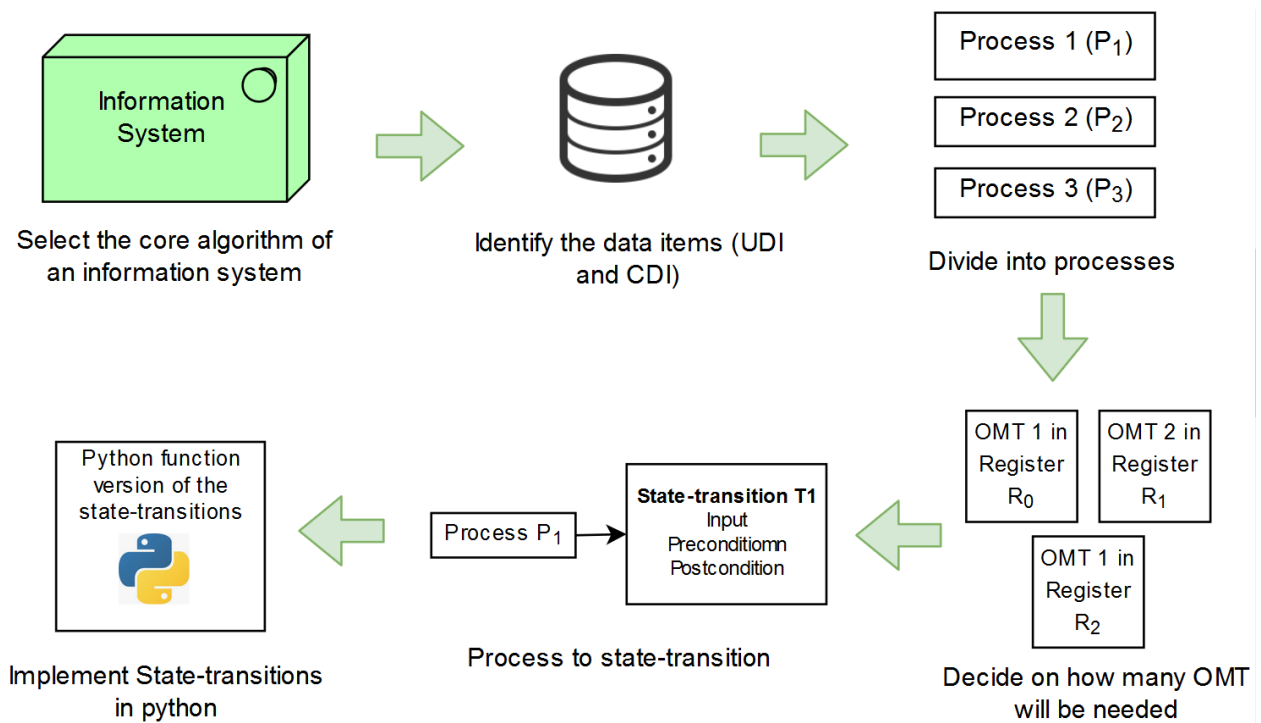 Information
System
Select the core algorithm of
an information system
Identify the data items (UDI
and CDI)
Process 1 (P₁)
Process 2 (P₂)
Process 3 (P₃)
Divide into processes
OMT 1 in
Register
R₀
OMT 2 in
Register
R₁
OMT 1 in
Register
R₂
Decide on how many OMT
will be needed
Process P₁
State-transition T1
Input
Preconditiomn
Postcondition
Process to state-transition
Python function
version of the
state-transitions
Implement State-transitions
in python